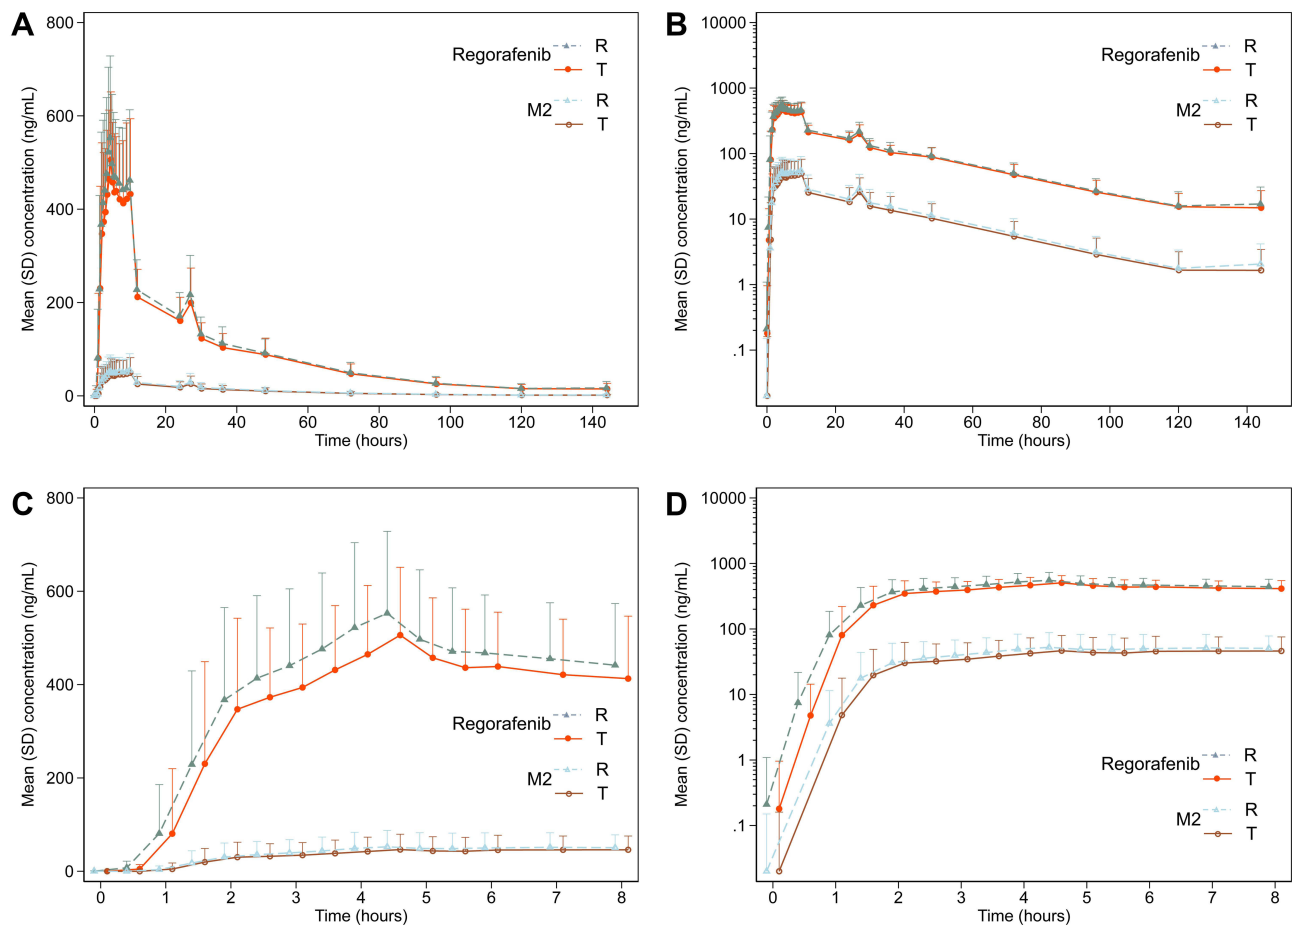 A
Mean (SD) concentration (ng/mL)
800
600
400
200
0
0 20 40 60 80 100 120 140
Time (hours)
Regorafenib
R
T
M2
R
T
B
Mean (SD) concentration (ng/mL)
10000
1000
100
10
1
.1
0 20 40 60 80 100 120 140
Time (hours)
Regorafenib
R
T
M2
R
T
C
Mean (SD) concentration (ng/mL)
800
600
400
200
0
0 1 2 3 4 5 6 7 8
Time (hours)
Regorafenib
R
T
M2
R
T
D
Mean (SD) concentration (ng/mL)
10000
1000
100
10
1
.1
0 1 2 3 4 5 6 7 8
Time (hours)
Regorafenib
R
T
M2
R
T